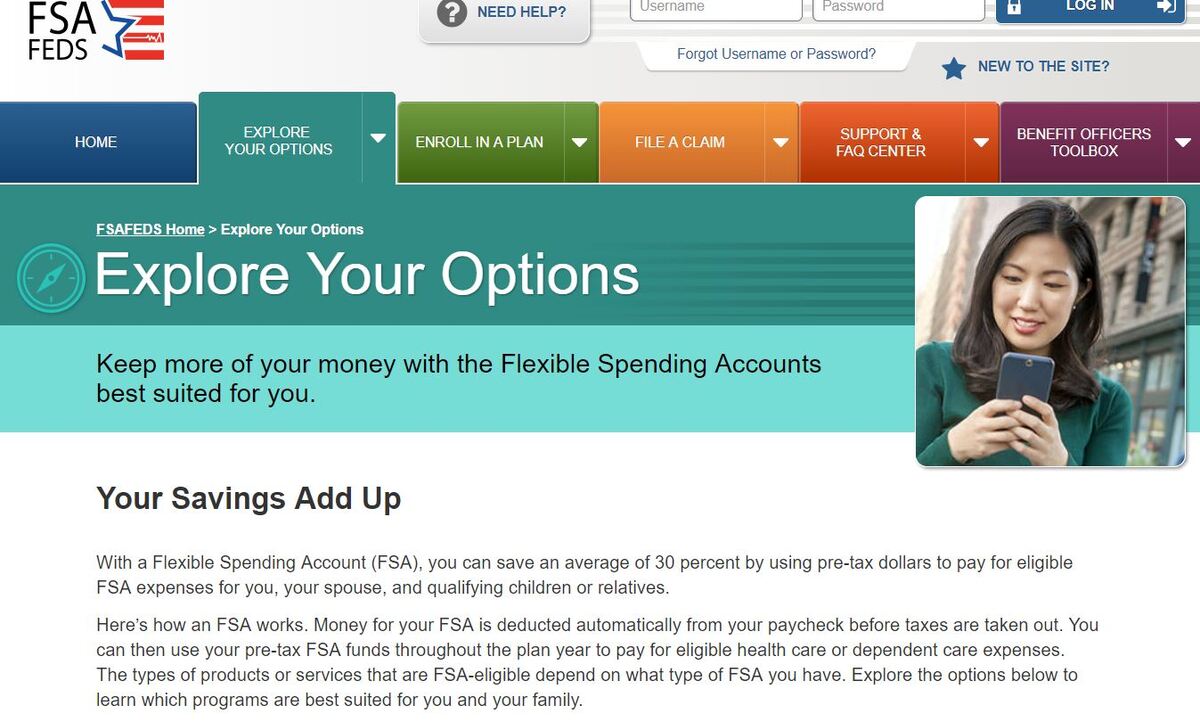 FSA
FEDS
NEED HELP?
Username
Password
LOG IN
Forgot Username or Password?
NEW TO THE SITE?
HOME
EXPLORE
YOUR OPTIONS
ENROLL IN A PLAN
FILE A CLAIM
SUPPORT &
FAQ CENTER
BENEFIT OFFICERS
TOOLBOX
FSAFEDS Home > Explore Your Options
Explore Your Options
Keep more of your money with the Flexible Spending Accounts
best suited for you.
Your Savings Add Up
With a Flexible Spending Account (FSA), you can save an average of 30 percent by using pre-tax dollars to pay for eligible
FSA expenses for you, your spouse, and qualifying children or relatives.
Here’s how an FSA works. Money for your FSA is deducted automatically from your paycheck before taxes are taken out. You
can then use your pre-tax FSA funds throughout the plan year to pay for eligible health care or dependent care expenses.
The types of products or services that are FSA-eligible depend on what type of FSA you have. Explore the options below to
learn which programs are best suited for you and your family.